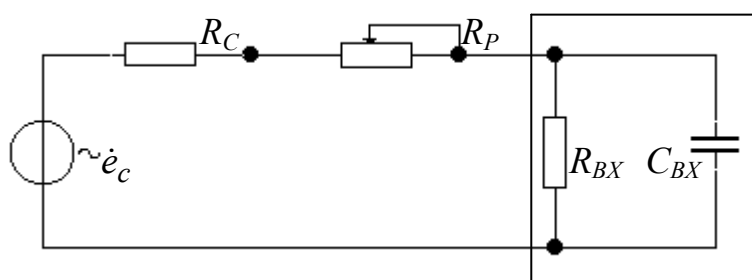 R_C
R_P
~ ė_c
R_BX
C_BX